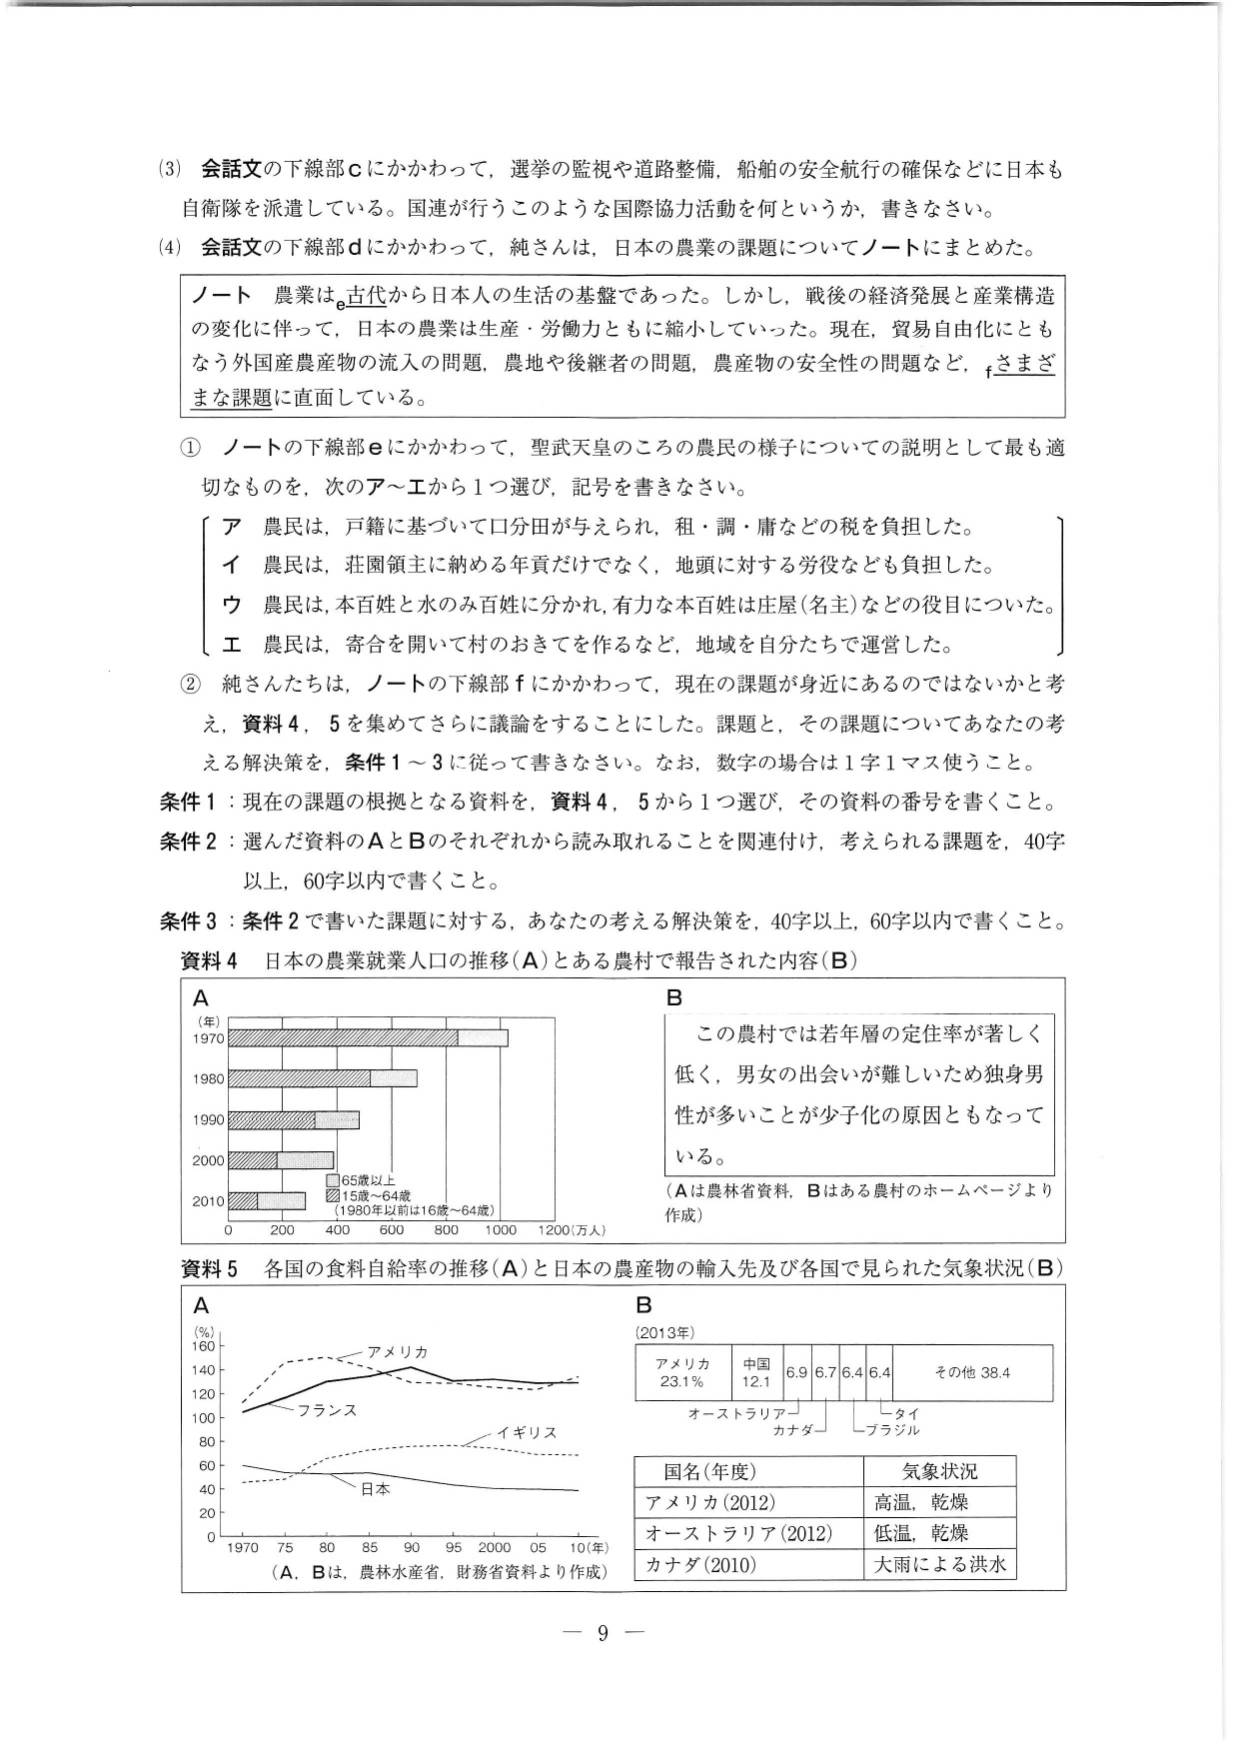 (3) 会話文の下線部cにかかわって，選挙の監視や道路整備，船舶の安全航行の確保などに日本も
自衛隊を派遣している。国連が行うこのような国際協力活動を何というか，書きなさい。
(4) 会話文の下線部dにかかわって，純さんは，日本の農業の課題についてノートにまとめた。
ノート　農業はe古代から日本人の生活の基盤であった。しかし，戦後の経済発展と産業構造
の変化に伴って，日本の農業は生産・労働力ともに縮小していった。現在，貿易自由化にとも
なう外国産農産物の流入の問題，農地や後継者の問題，農産物の安全性の問題など，fさまざ
まな課題に直面している。
①　ノートの下線部eにかかわって，聖武天皇のころの農民の様子についての説明として最も適
切なものを，次のア～エから1つ選び，記号を書きなさい。
ア　農民は，戸籍に基づいて口分田が与えられ，租・調・庸などの税を負担した。
イ　農民は，荘園領主に納める年貢だけでなく，地頭に対する労役なども負担した。
ウ　農民は，本百姓と水のみ百姓に分かれ，有力な本百姓は庄屋(名主)などの役目についた。
エ　農民は，寄合を開いて村のおきてを作るなど，地域を自分たちで運営した。
②　純さんたちは，ノートの下線部fにかかわって，現在の課題が身近にあるのではないかと考
え，資料4，5を集めてさらに議論をすることにした。課題と，その課題についてあなたの考
える解決策を，条件1～3に従って書きなさい。なお，数字の場合は1字1マス使うこと。
条件1：現在の課題の根拠となる資料を，資料4，5から1つ選び，その資料の番号を書くこと。
条件2：選んだ資料のAとBのそれぞれから読み取れることを関連付け，考えられる課題を，40字
以上，60字以内で書くこと。
条件3：条件2で書いた課題に対する，あなたの考える解決策を，40字以上，60字以内で書くこと。
資料4　日本の農業就業人口の推移(A)とある農村で報告された内容(B)
A
(年)
1970
1980
1990
2000
2010
65歳以上
15歳～64歳
(1980年以前は16歳～64歳)
0 200 400 600 800 1000 1200(万人)
B
この農村では若年層の定住率が著しく
低く，男女の出会いが難しいため独身男
性が多いことが少子化の原因ともなって
いる。
(Aは農林省資料，Bはある農村のホームページより
作成)
資料5　各国の食料自給率の推移(A)と日本の農産物の輸入先及び各国で見られた気象状況(B)
A
(%)
160
140
120
100
80
60
40
20
0
アメリカ
フランス
イギリス
日本
1970 75 80 85 90 95 2000 05 10(年)
(A，Bは，農林水産省，財務省資料より作成)
B
(2013年)
アメリカ 23.1% 中国 12.1 6.9 6.7 6.4 6.4 その他 38.4
オーストラリア タイ
カナダ ブラジル
国名(年度) 気象状況
アメリカ(2012) 高温，乾燥
オーストラリア(2012) 低温，乾燥
カナダ(2010) 大雨による洪水
— 9 —